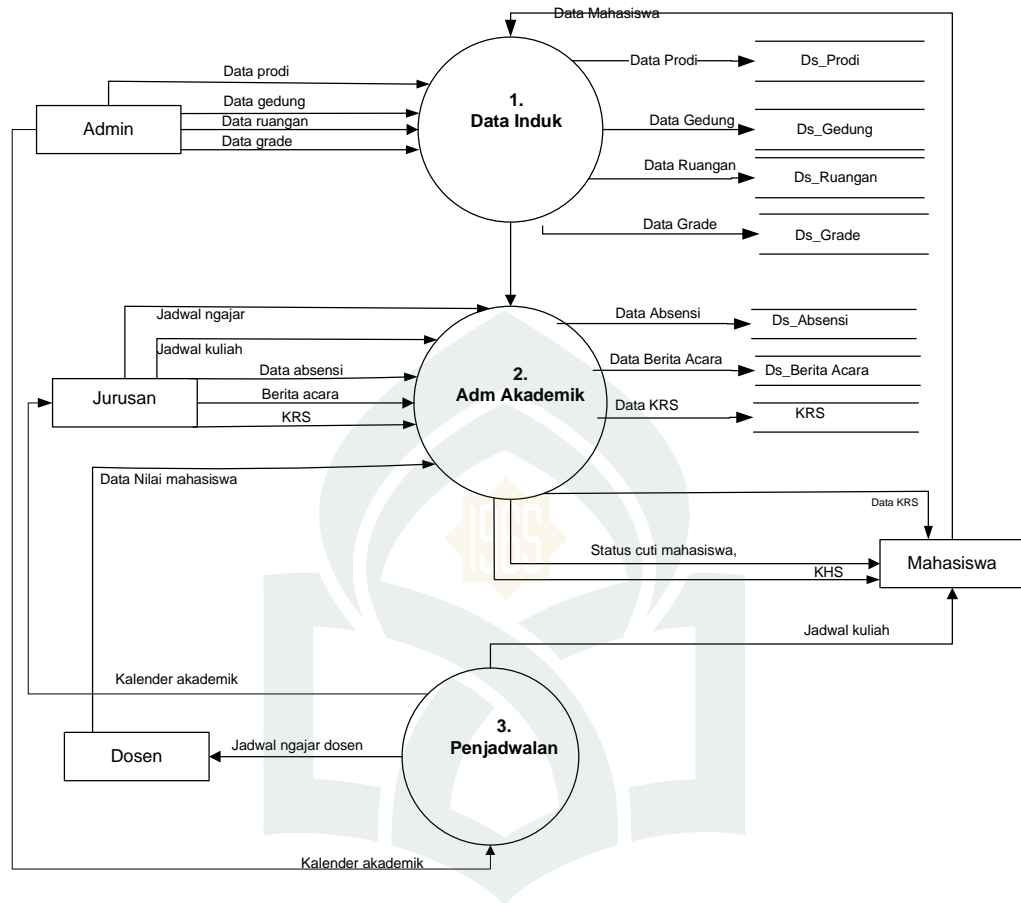 Data Mahasiswa
Data prodi
Data Prodi
Ds_Prodi
Admin
Data gedung
Data ruangan
Data grade
1.
Data Induk
Data Gedung
Ds_Gedung
Data Ruangan
Ds_Ruangan
Data Grade
Ds_Grade
Jadwal ngajar
Jadwal kuliah
Data absensi
Jurusan
Berita acara
KRS
Data Nilai mahasiswa
2.
Adm Akademik
Data Absensi
Ds_Absensi
Data Berita Acara
Ds_Berita Acara
Data KRS
KRS
1965
Data KRS
Status cuti mahasiswa,
KHS
Mahasiswa
Jadwal kuliah
Kalender akademik
3.
Penjadwalan
Dosen
Jadwal ngajar dosen
Kalender akademik